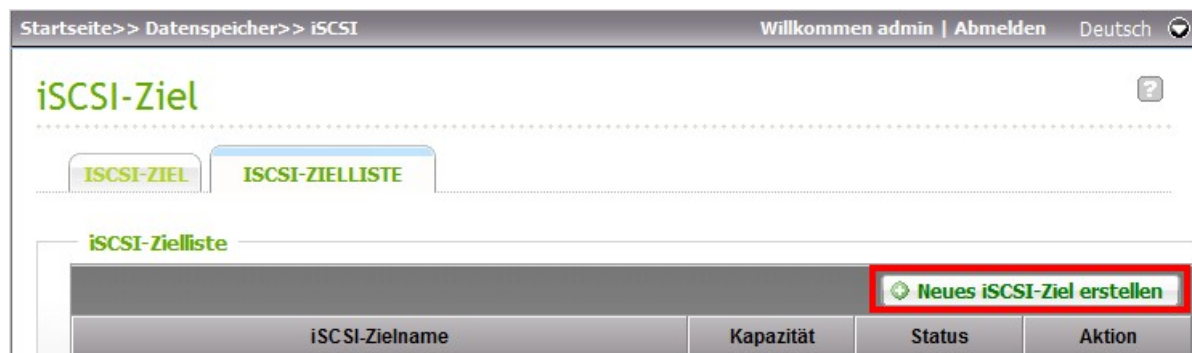 Startseite>> Datenspeicher>> iSCSI Willkommen admin | Abmelden Deutsch
iSCSI-Ziel ?
ISCSI-ZIEL ISCSI-ZIELLISTE
iSCSI-Zielliste
Neues iSCSI-Ziel erstellen
iSCSI-Zielname Kapazität Status Aktion